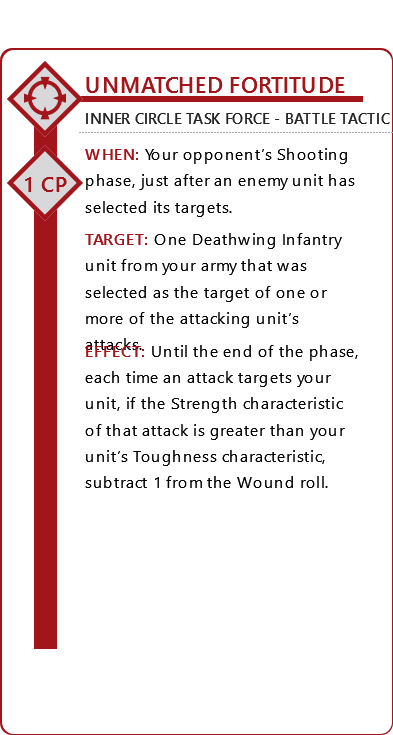 UNMATCHED FORTITUDE
INNER CIRCLE TASK FORCE - BATTLE TACTIC
1 CP
WHEN: Your opponent's Shooting
phase, just after an enemy unit has
selected its targets.
TARGET: One Deathwing Infantry
unit from your army that was
selected as the target of one or
more of the attacking unit's
attacks.
EFFECT: Until the end of the phase,
each time an attack targets your
unit, if the Strength characteristic
of that attack is greater than your
unit's Toughness characteristic,
subtract 1 from the Wound roll.